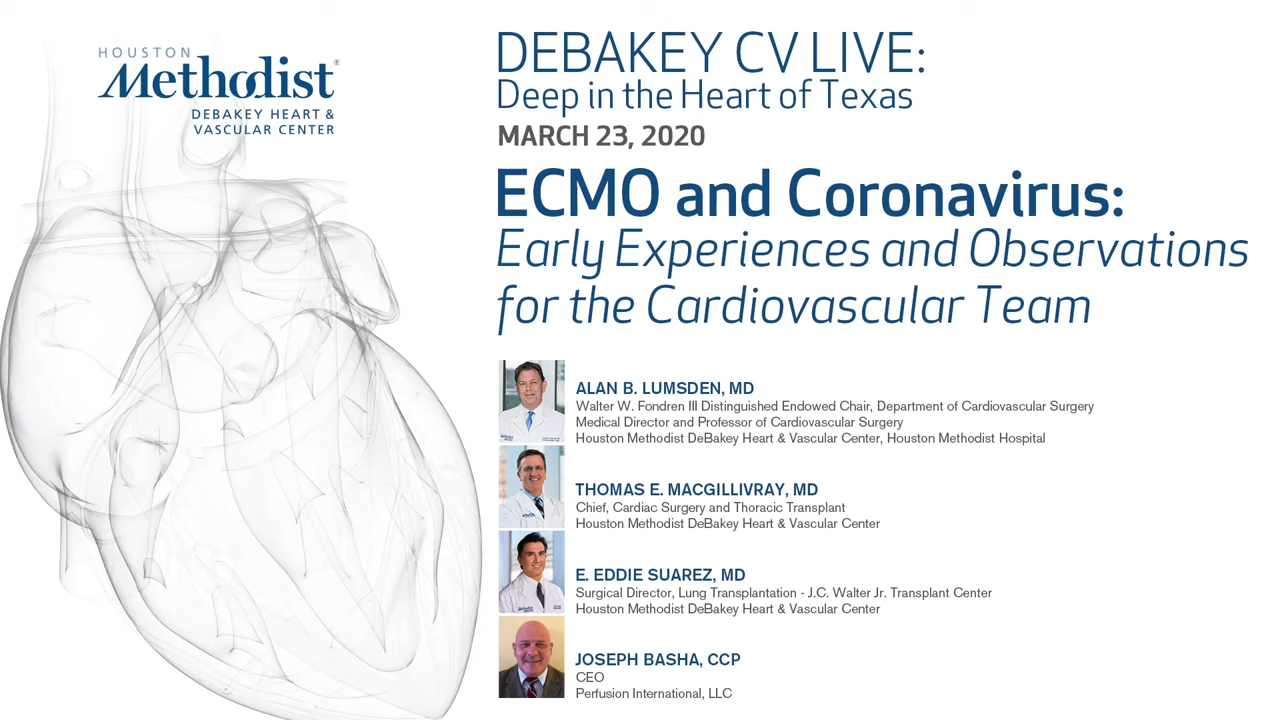 HOUSTON
Methodist®
DEBAKEY HEART &
VASCULAR CENTER
DEBAKEY CV LIVE:
Deep in the Heart of Texas
MARCH 23, 2020
ECMO and Coronavirus:
Early Experiences and Observations
for the Cardiovascular Team
ALAN B. LUMSDEN, MD
Walter W. Fondren III Distinguished Endowed Chair, Department of Cardiovascular Surgery
Medical Director and Professor of Cardiovascular Surgery
Houston Methodist DeBakey Heart & Vascular Center, Houston Methodist Hospital
THOMAS E. MACGILLIVRAY, MD
Chief, Cardiac Surgery and Thoracic Transplant
Houston Methodist DeBakey Heart & Vascular Center
E. EDDIE SUAREZ, MD
Surgical Director, Lung Transplantation - J.C. Walter Jr. Transplant Center
Houston Methodist DeBakey Heart & Vascular Center
JOSEPH BASHA, CCP
CEO
Perfusion International, LLC